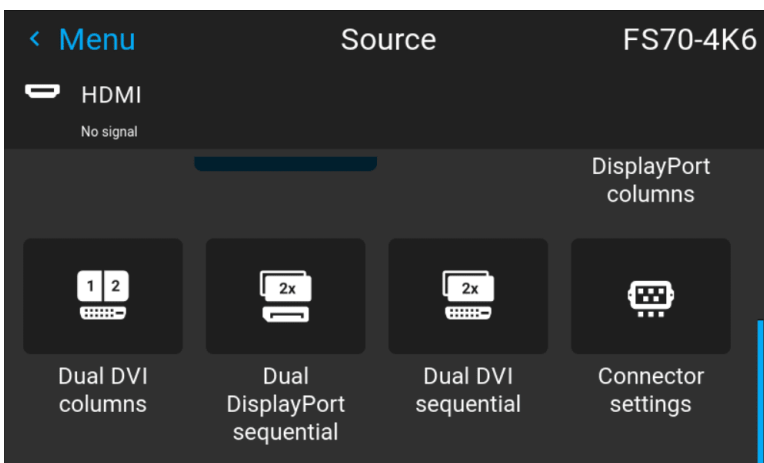 Menu
Source
FS70-4K6
HDMI
No signal
DisplayPort
columns
1 2
2x
2x
Dual DVI
columns
Dual
DisplayPort
sequential
Dual DVI
sequential
Connector
settings